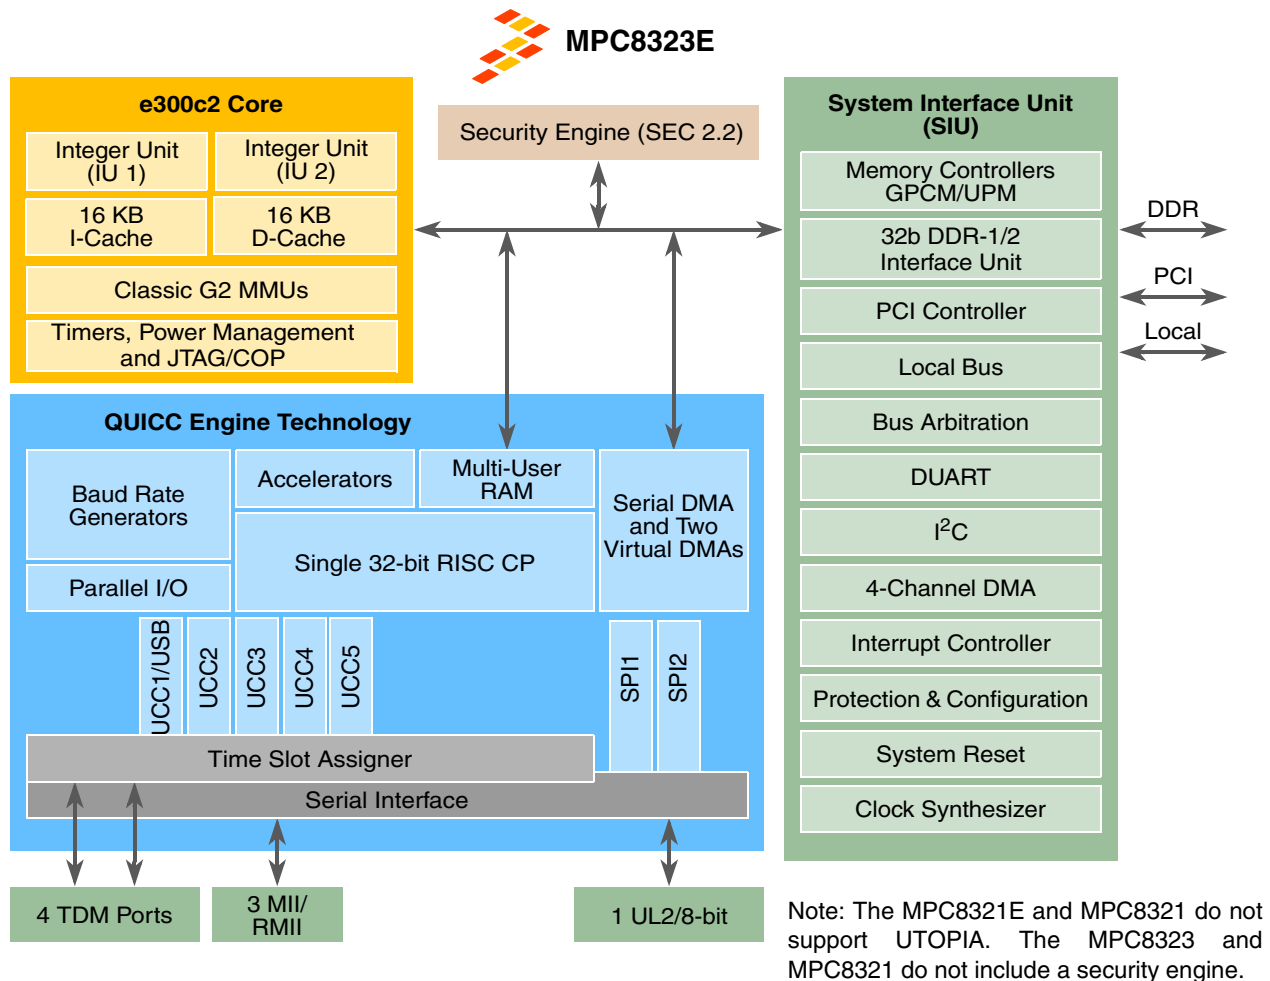 MPC8323E
e300c2 Core
Integer Unit
(IU 1)
Integer Unit
(IU 2)
16 KB
I-Cache
16 KB
D-Cache
Classic G2 MMUs
Timers, Power Management
and JTAG/COP
Security Engine (SEC 2.2)
System Interface Unit
(SIU)
Memory Controllers
GPCM/UPM
32b DDR-1/2
Interface Unit
PCI Controller
Local Bus
Bus Arbitration
DUART
I²C
4-Channel DMA
Interrupt Controller
Protection & Configuration
System Reset
Clock Synthesizer
DDR
PCI
Local
QUICC Engine Technology
Baud Rate
Generators
Accelerators
Multi-User
RAM
Serial DMA
and Two
Virtual DMAs
Single 32-bit RISC CP
Parallel I/O
UCC1/USB
UCC2
UCC3
UCC4
UCC5
SPI1
SPI2
Time Slot Assigner
Serial Interface
4 TDM Ports
3 MII/
RMII
1 UL2/8-bit
Note: The MPC8321E and MPC8321 do not
support UTOPIA. The MPC8323 and
MPC8321 do not include a security engine.